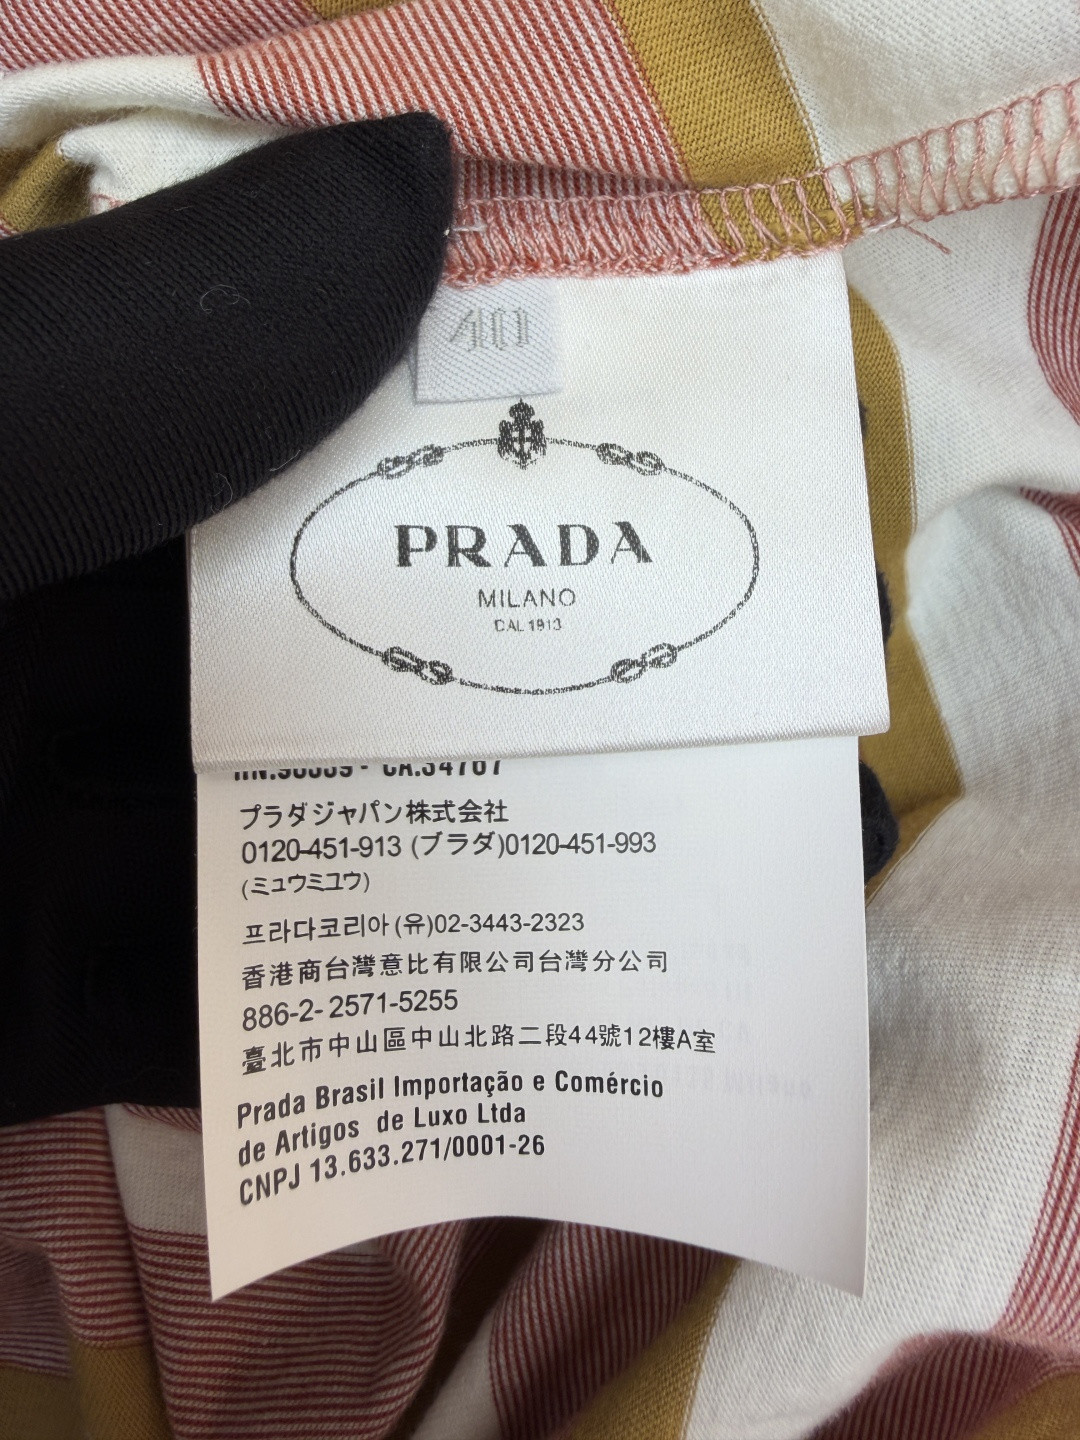 40
PRADA
MILANO
DAL 1913
プラダジャパン株式会社
0120-451-913 (プラダ)0120-451-993
(ミュウミュウ)
프라다코리아(유)02-3443-2323
香港商台灣意比有限公司台灣分公司
886-2-2571-5255
臺北市中山區中山北路二段44號12樓A室
Prada Brasil Importação e Comércio
de Artigos de Luxo Ltda
CNPJ 13.633.271/0001-26